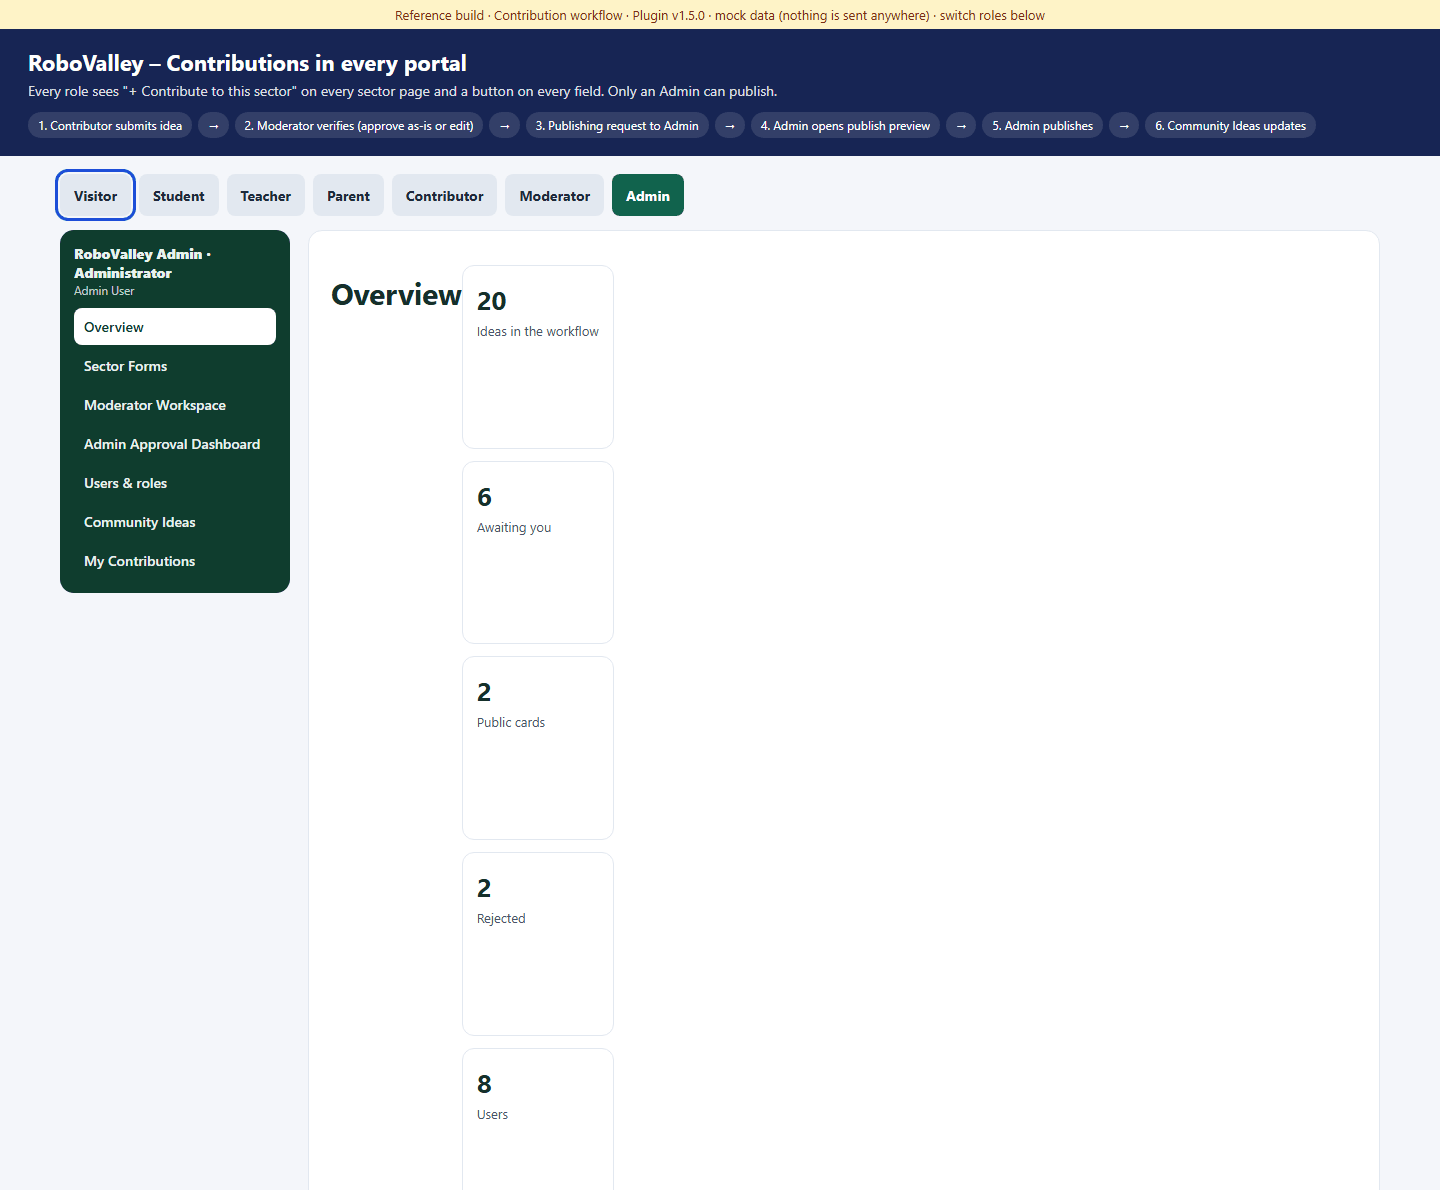 Reference build · Contribution workflow · Plugin v1.5.0 · mock data (nothing is sent anywhere) · switch roles below
RoboValley – Contributions in every portal
Every role sees "+ Contribute to this sector" on every sector page and a button on every field. Only an Admin can publish.
1. Contributor submits idea → 2. Moderator verifies (approve as-is or edit) → 3. Publishing request to Admin → 4. Admin opens publish preview → 5. Admin publishes → 6. Community Ideas updates
Visitor Student Teacher Parent Contributor Moderator Admin
RoboValley Admin ·
Administrator
Admin User
Overview
Sector Forms
Moderator Workspace
Admin Approval Dashboard
Users & roles
Community Ideas
My Contributions
Overview
20
Ideas in the workflow
6
Awaiting you
2
Public cards
2
Rejected
8
Users